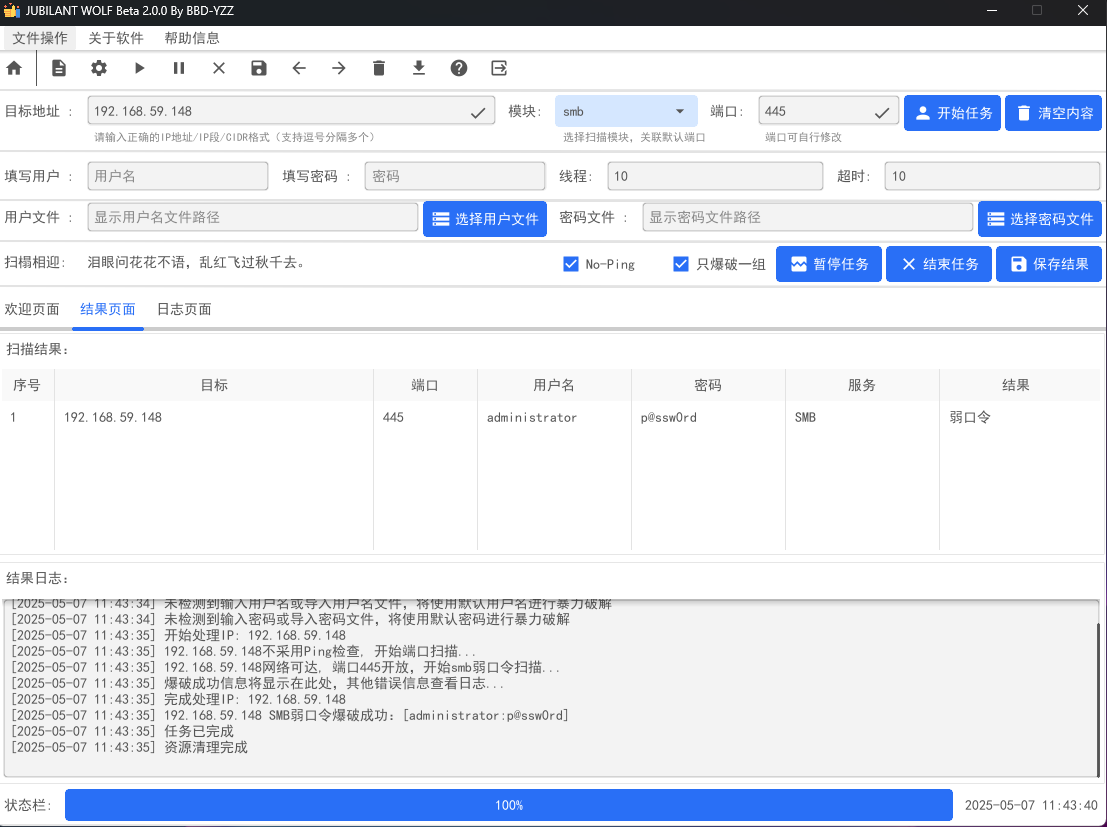 JUBILANT WOLF Beta 2.0.0 By BBD-YZZ
文件操作 关于软件 帮助信息
目标地址 : 192.168.59.148 模块: smb 端口: 445 开始任务 清空内容
请输入正确的IP地址/IP段/CIDR格式（支持逗号分隔多个） 选择扫描模块，关联默认端口 端口可自行修改
填写用户 : 用户名 填写密码 : 密码 线程: 10 超时: 10
用户文件 : 显示用户名文件路径 选择用户文件 密码文件 : 显示密码文件路径 选择密码文件
扫榻相迎: 泪眼问花花不语，乱红飞过秋千去。 No-Ping 只爆破一组 暂停任务 结束任务 保存结果
欢迎页面 结果页面 日志页面
扫描结果:
序号 目标 端口 用户名 密码 服务 结果
1 192.168.59.148 445 administrator p@ssw0rd SMB 弱口令
结果日志:
[2025-05-07 11:43:34] 未检测到输入用户名或导入用户名文件，将使用默认用户名进行暴力破解
[2025-05-07 11:43:34] 未检测到输入密码或导入密码文件，将使用默认密码进行暴力破解
[2025-05-07 11:43:35] 开始处理IP: 192.168.59.148
[2025-05-07 11:43:35] 192.168.59.148不采用Ping检查, 开始端口扫描...
[2025-05-07 11:43:35] 192.168.59.148网络可达, 端口445开放，开始smb弱口令扫描...
[2025-05-07 11:43:35] 爆破成功信息将显示在此处，其他错误信息查看日志...
[2025-05-07 11:43:35] 完成处理IP: 192.168.59.148
[2025-05-07 11:43:35] 192.168.59.148 SMB弱口令爆破成功: [administrator:p@ssw0rd]
[2025-05-07 11:43:35] 任务已完成
[2025-05-07 11:43:35] 资源清理完成
状态栏: 100% 2025-05-07 11:43:40